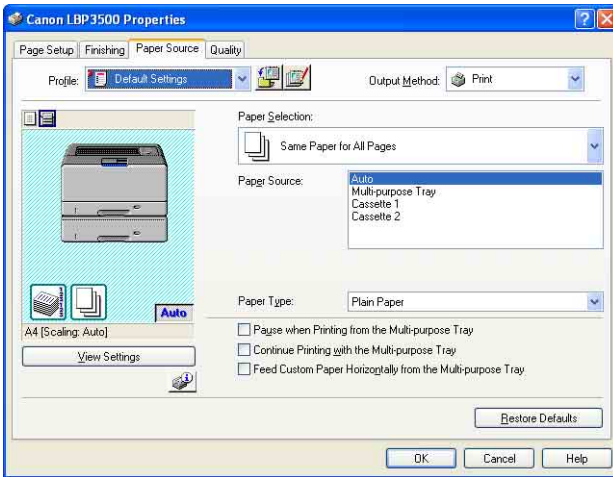 Canon LBP3500 Properties
Page Setup Finishing Paper Source Quality
Profile: Default Settings Output Method: Print
Paper Selection:
Same Paper for All Pages
Paper Source:
Auto
Multi-purpose Tray
Cassette 1
Cassette 2
Auto
A4 [Scaling: Auto]
View Settings
Paper Type: Plain Paper
Pause when Printing from the Multi-purpose Tray
Continue Printing with the Multi-purpose Tray
Feed Custom Paper Horizontally from the Multi-purpose Tray
Restore Defaults
OK Cancel Help